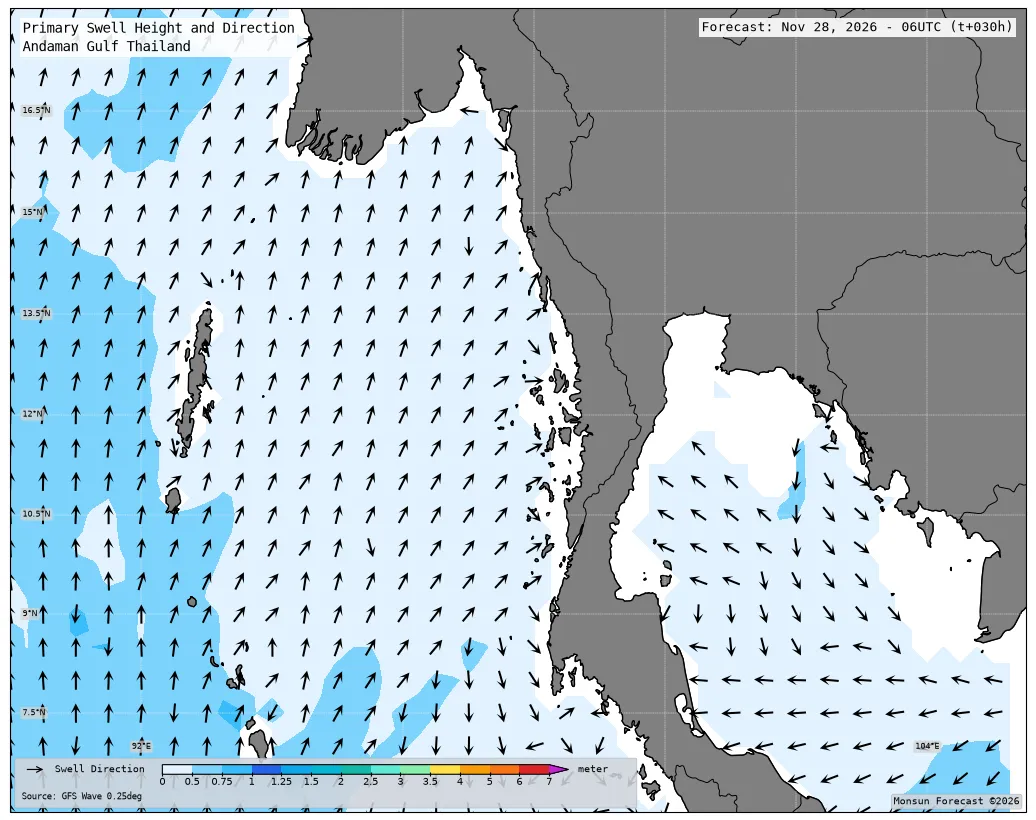 Primary Swell Height and Direction
Andaman Gulf Thailand
Forecast: Nov 28, 2026 - 06UTC (t+030h)
16.5°N
15°N
13.5°N
12°N
10.5°N
9°N
7.5°N
92°E
104°E
Swell Direction
0 0.5 0.75 1 1.25 1.5 2 2.5 3 3.5 4 5 6 7
meter
Source: GFS Wave 0.25deg
Monsun Forecast ©2026